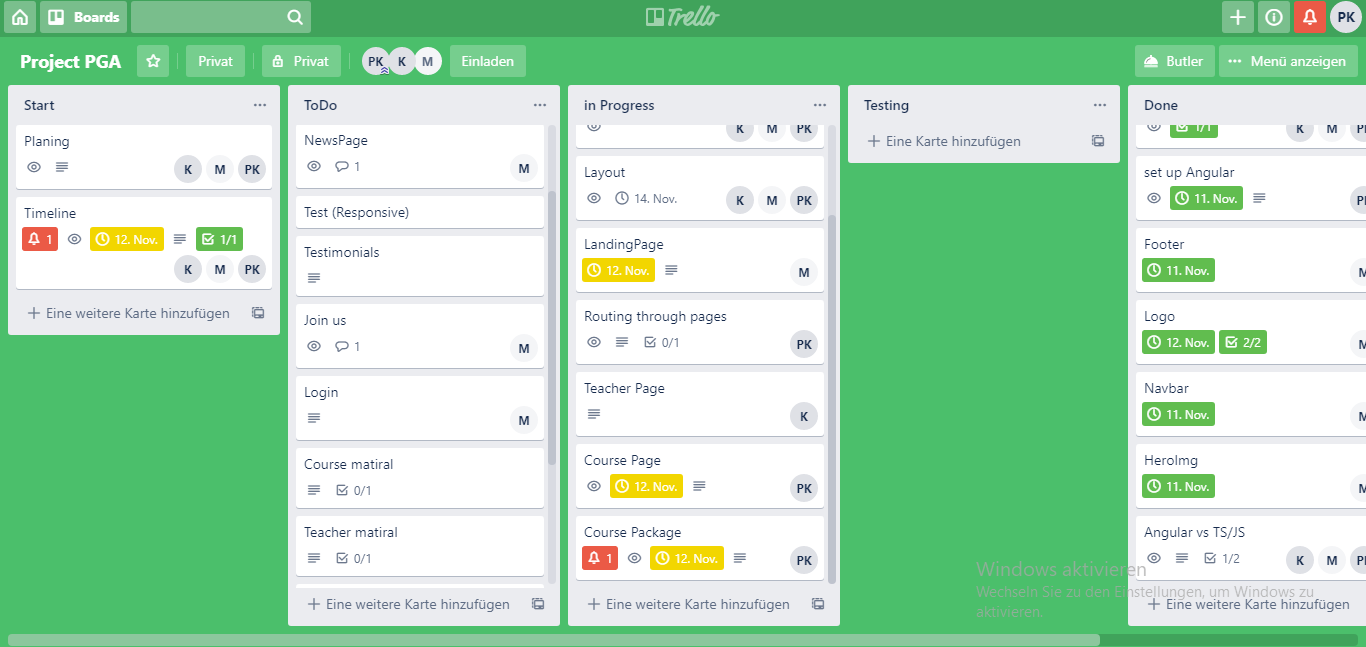 Boards
Trello
PK
Project PGA
Privat
Privat
PK K M
Einladen
Butler
··· Menü anzeigen
Start
Planing
K M PK
Timeline
1 12. Nov. 1/1
K M PK
+ Eine weitere Karte hinzufügen
ToDo
NewsPage
1 M
Test (Responsive)
Testimonials
Join us
1 M
Login
M
Course matiral
0/1
Teacher matiral
0/1
+ Eine weitere Karte hinzufügen
in Progress
K M PK
Layout
14. Nov. K M PK
LandingPage
12. Nov. M
Routing through pages
0/1 PK
Teacher Page
K
Course Page
12. Nov. PK
Course Package
1 12. Nov. PK
+ Eine weitere Karte hinzufügen
Testing
+ Eine Karte hinzufügen
Done
1/1 K M
set up Angular
11. Nov.
Footer
11. Nov. M
Logo
12. Nov. 2/2 M
Navbar
11. Nov. M
HeroImg
11. Nov. M
Angular vs TS/JS
1/2 K M
+ Eine weitere Karte hinzufügen
Windows aktivieren
Wechseln Sie zu den Einstellungen, um Windows zu
aktivieren.